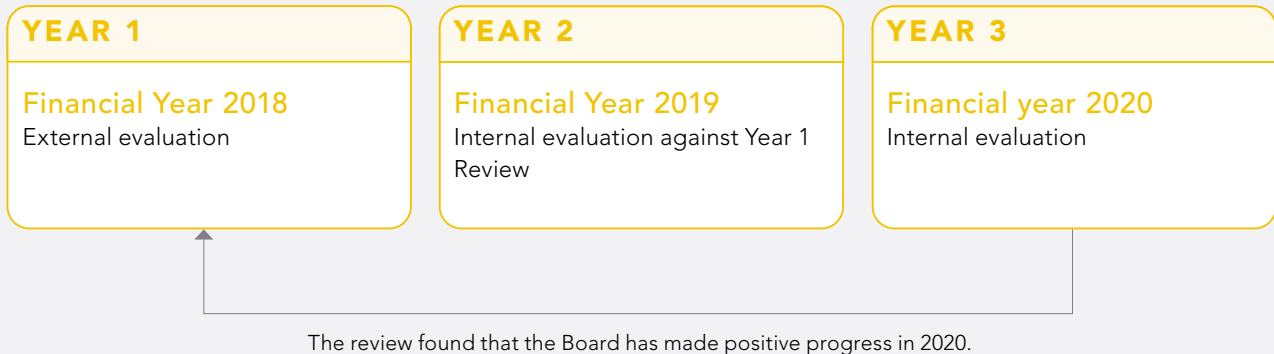 YEAR 1
Financial Year 2018
External evaluation
YEAR 2
Financial Year 2019
Internal evaluation against Year 1
Review
YEAR 3
Financial year 2020
Internal evaluation
The review found that the Board has made positive progress in 2020.